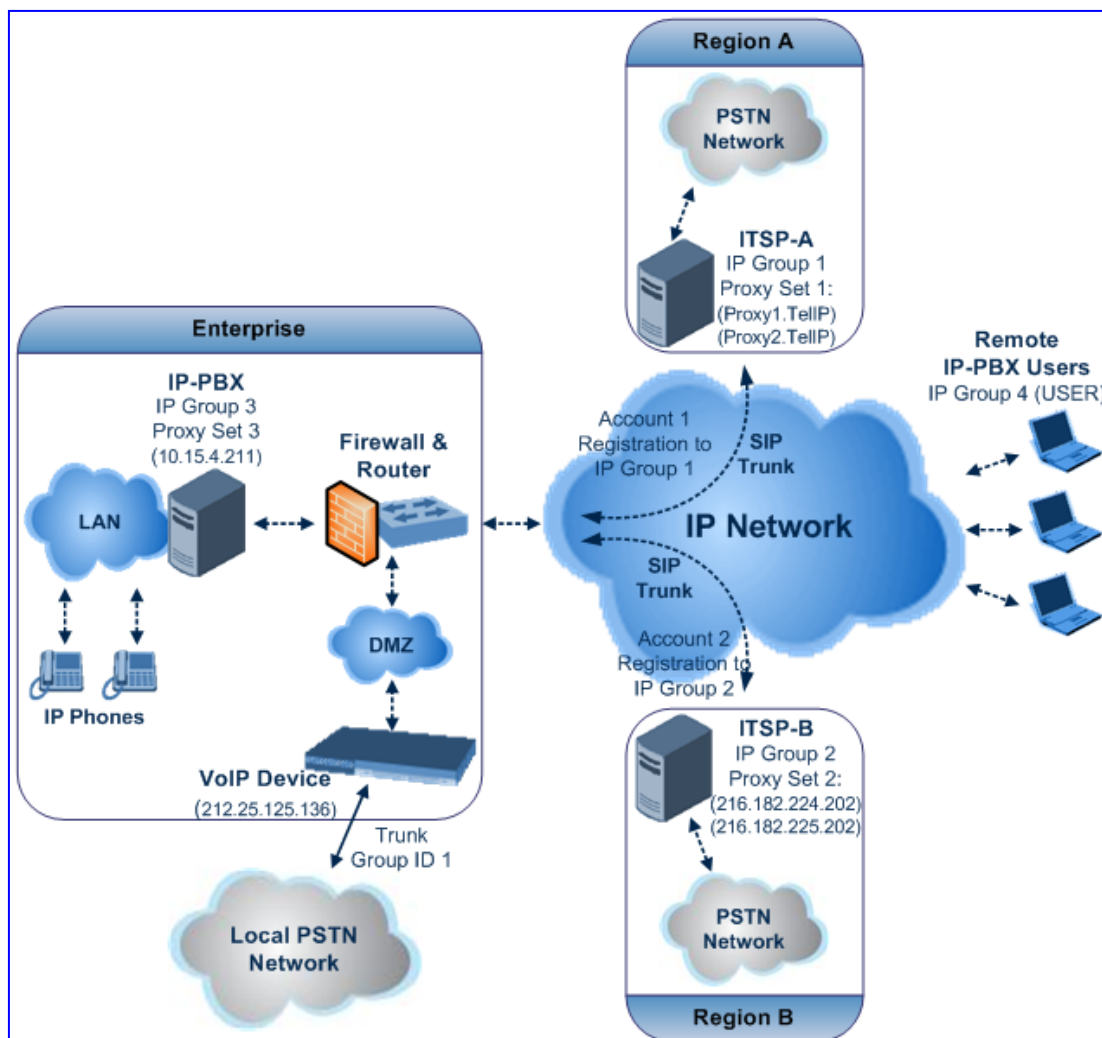 Region A
PSTN
Network
ITSP-A
IP Group 1
Proxy Set 1:
(Proxy1.TelIP)
(Proxy2.TelIP)
Enterprise
IP-PBX
IP Group 3
Proxy Set 3
(10.15.4.211)
Firewall &
Router
LAN
DMZ
IP Phones
VoIP Device
(212.25.125.136)
Trunk
Group ID 1
Local PSTN
Network
Account 1
Registration to
IP Group 1
SIP
Trunk
IP Network
SIP
Trunk
Account 2
Registration to
IP Group 2
Remote
IP-PBX Users
IP Group 4 (USER)
ITSP-B
IP Group 2
Proxy Set 2:
(216.182.224.202)
(216.182.225.202)
PSTN
Network
Region B